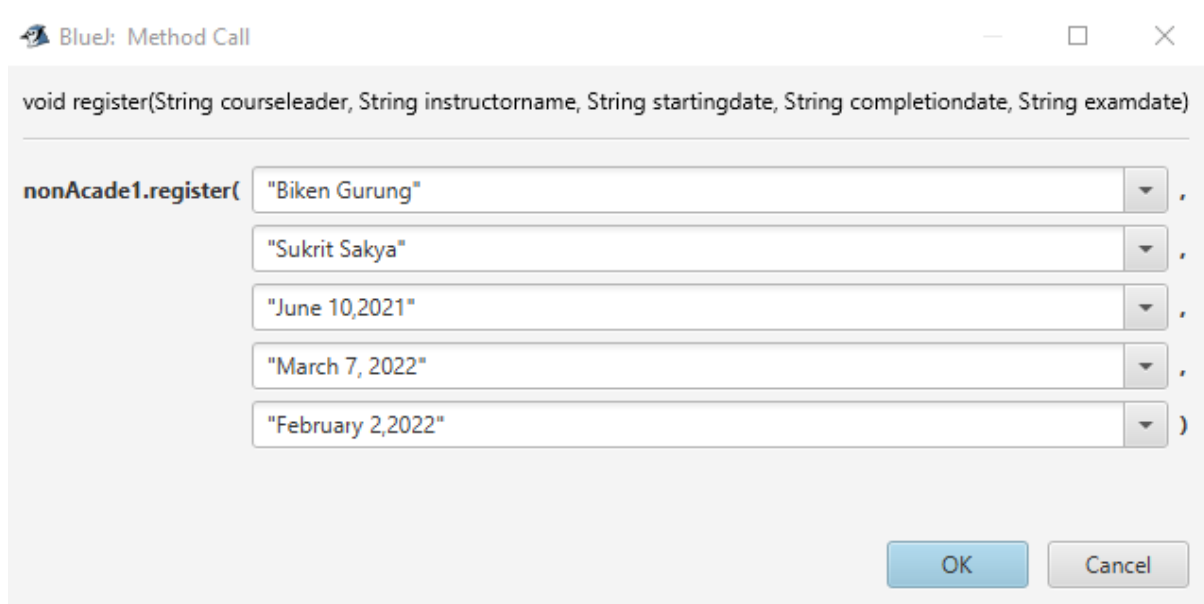 BlueJ: Method Call
void register(String courseleader, String instructorname, String startingdate, String completiondate, String examdate)
nonAcade1.register( "Biken Gurung" ,
"Sukrit Sakya" ,
"June 10,2021" ,
"March 7, 2022" ,
"February 2,2022" )
OK Cancel